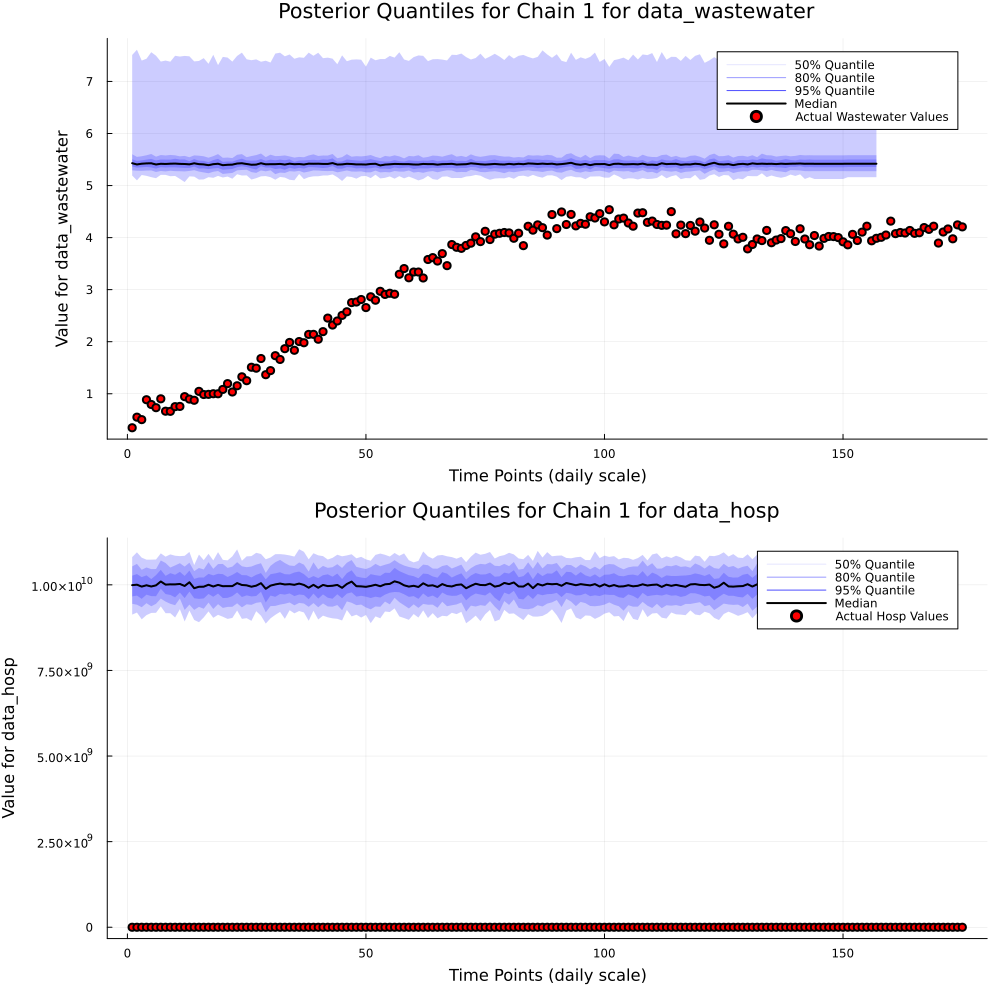 Posterior Quantiles for Chain 1 for data_wastewater
Value for data_wastewater
7
6
5
4
3
2
1
50% Quantile
80% Quantile
95% Quantile
Median
Actual Wastewater Values
0
50
100
150
Time Points (daily scale)
Posterior Quantiles for Chain 1 for data_hosp
Value for data_hosp
1.00×10¹⁰
7.50×10⁹
5.00×10⁹
2.50×10⁹
0
50% Quantile
80% Quantile
95% Quantile
Median
Actual Hosp Values
0
50
100
150
Time Points (daily scale)